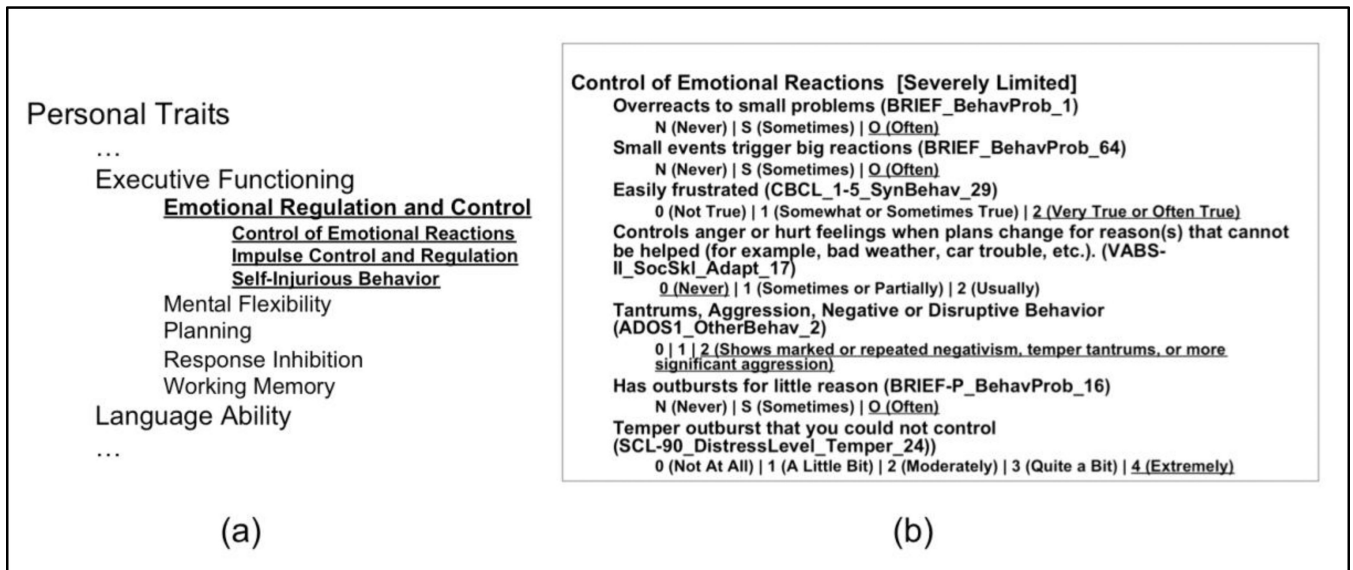 Personal Traits
…
Executive Functioning
Emotional Regulation and Control
Control of Emotional Reactions
Impulse Control and Regulation
Self-Injurious Behavior
Mental Flexibility
Planning
Response Inhibition
Working Memory
Language Ability
…
(a)
Control of Emotional Reactions [Severely Limited]
Overreacts to small problems (BRIEF_BehavProb_1)
N (Never) | S (Sometimes) | O (Often)
Small events trigger big reactions (BRIEF_BehavProb_64)
N (Never) | S (Sometimes) | O (Often)
Easily frustrated (CBCL_1-5_SynBehav_29)
0 (Not True) | 1 (Somewhat or Sometimes True) | 2 (Very True or Often True)
Controls anger or hurt feelings when plans change for reason(s) that cannot
be helped (for example, bad weather, car trouble, etc.). (VABS-
II_SocSkl_Adapt_17)
0 (Never) | 1 (Sometimes or Partially) | 2 (Usually)
Tantrums, Aggression, Negative or Disruptive Behavior
(ADOS1_OtherBehav_2)
0 | 1 | 2 (Shows marked or repeated negativism, temper tantrums, or more
significant aggression)
Has outbursts for little reason (BRIEF-P_BehavProb_16)
N (Never) | S (Sometimes) | O (Often)
Temper outburst that you could not control
(SCL-90_DistressLevel_Temper_24))
0 (Not At All) | 1 (A Little Bit) | 2 (Moderately) | 3 (Quite a Bit) | 4 (Extremely)
(b)